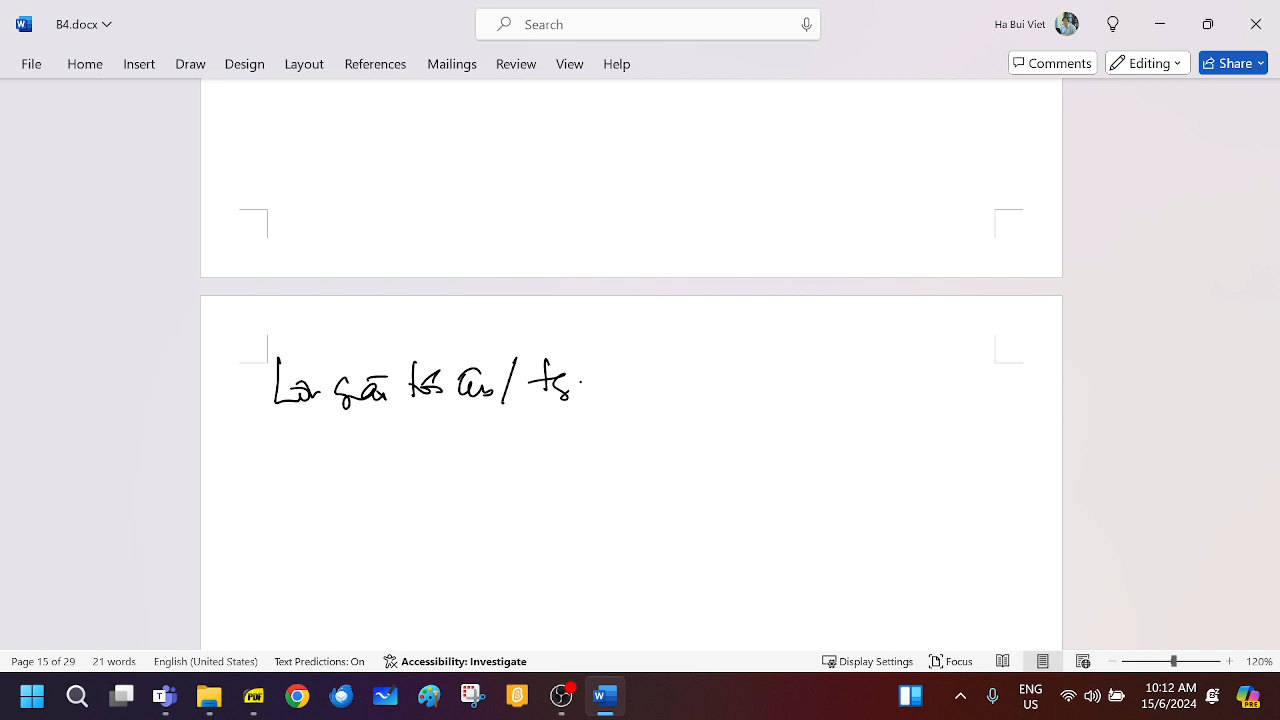 B4.docx
Search
Ha Bui Viet
File Home Insert Draw Design Layout References Mailings Review View Help
Comments Editing Share
Page 15 of 29 21 words English (United States) Text Predictions: On Accessibility: Investigate
Display Settings Focus 120%
PDF
PRE
ENG
US
10:12 AM
15/6/2024